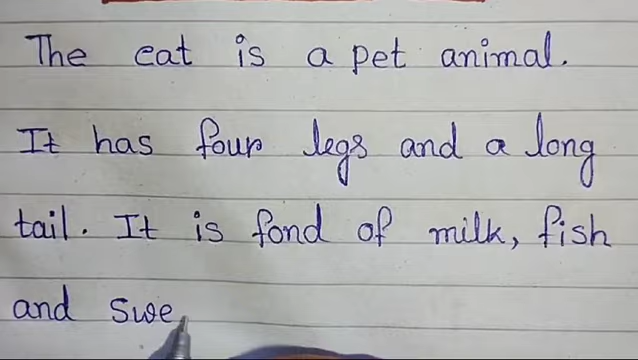 The cat is a pet animal.
It has four legs and a long
tail. It is fond of milk, fish
and swe